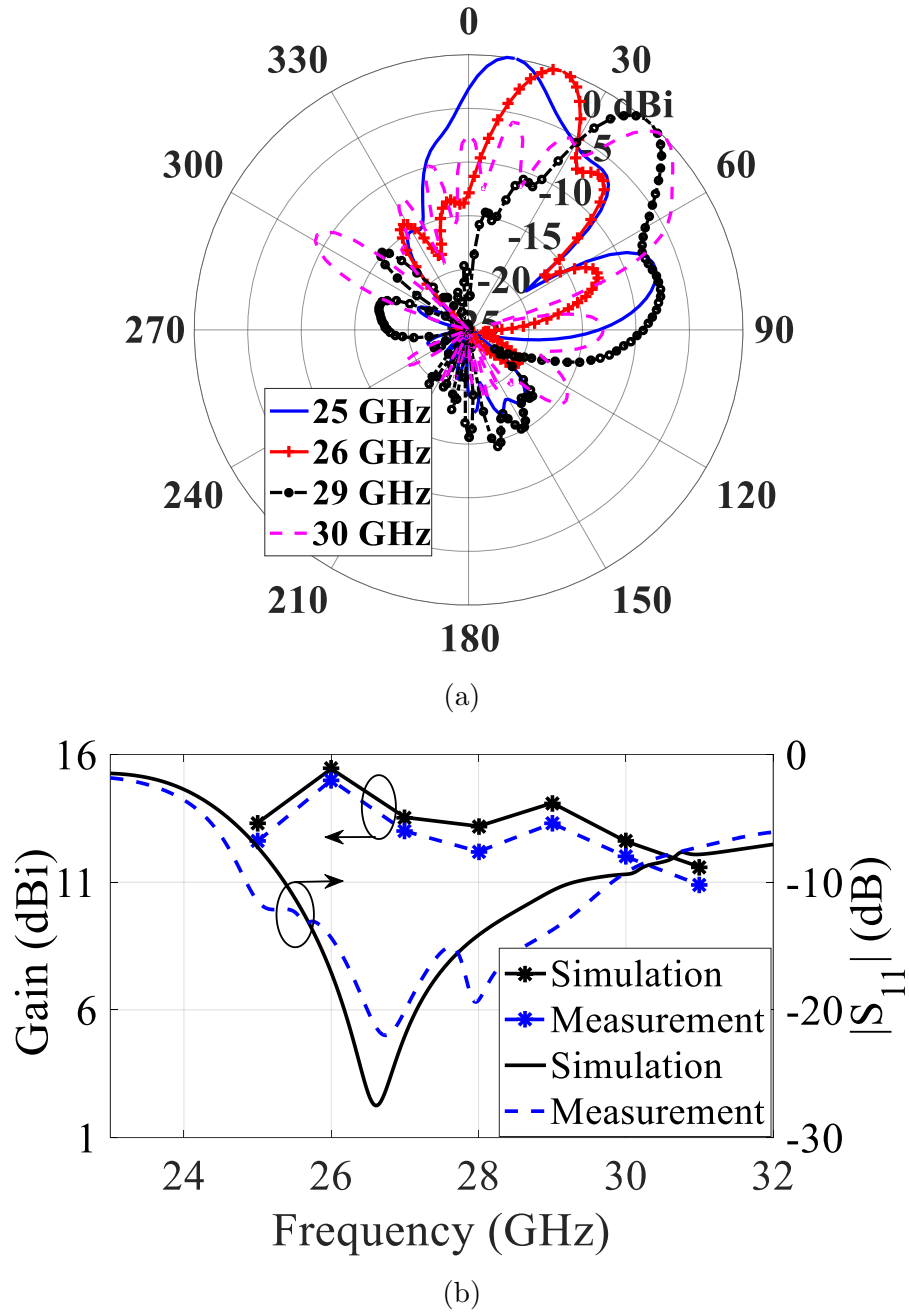 0
330
30
0 dBi
-5
300
60
-10
-15
-20
270
-25
90
25 GHz
26 GHz
29 GHz
30 GHz
240
120
210
150
180
(a)
16
0
11
-10
Gain (dBi)
|S11| (dB)
6
-20
Simulation
Measurement
Simulation
Measurement
1
-30
24
26
28
30
32
Frequency (GHz)
(b)